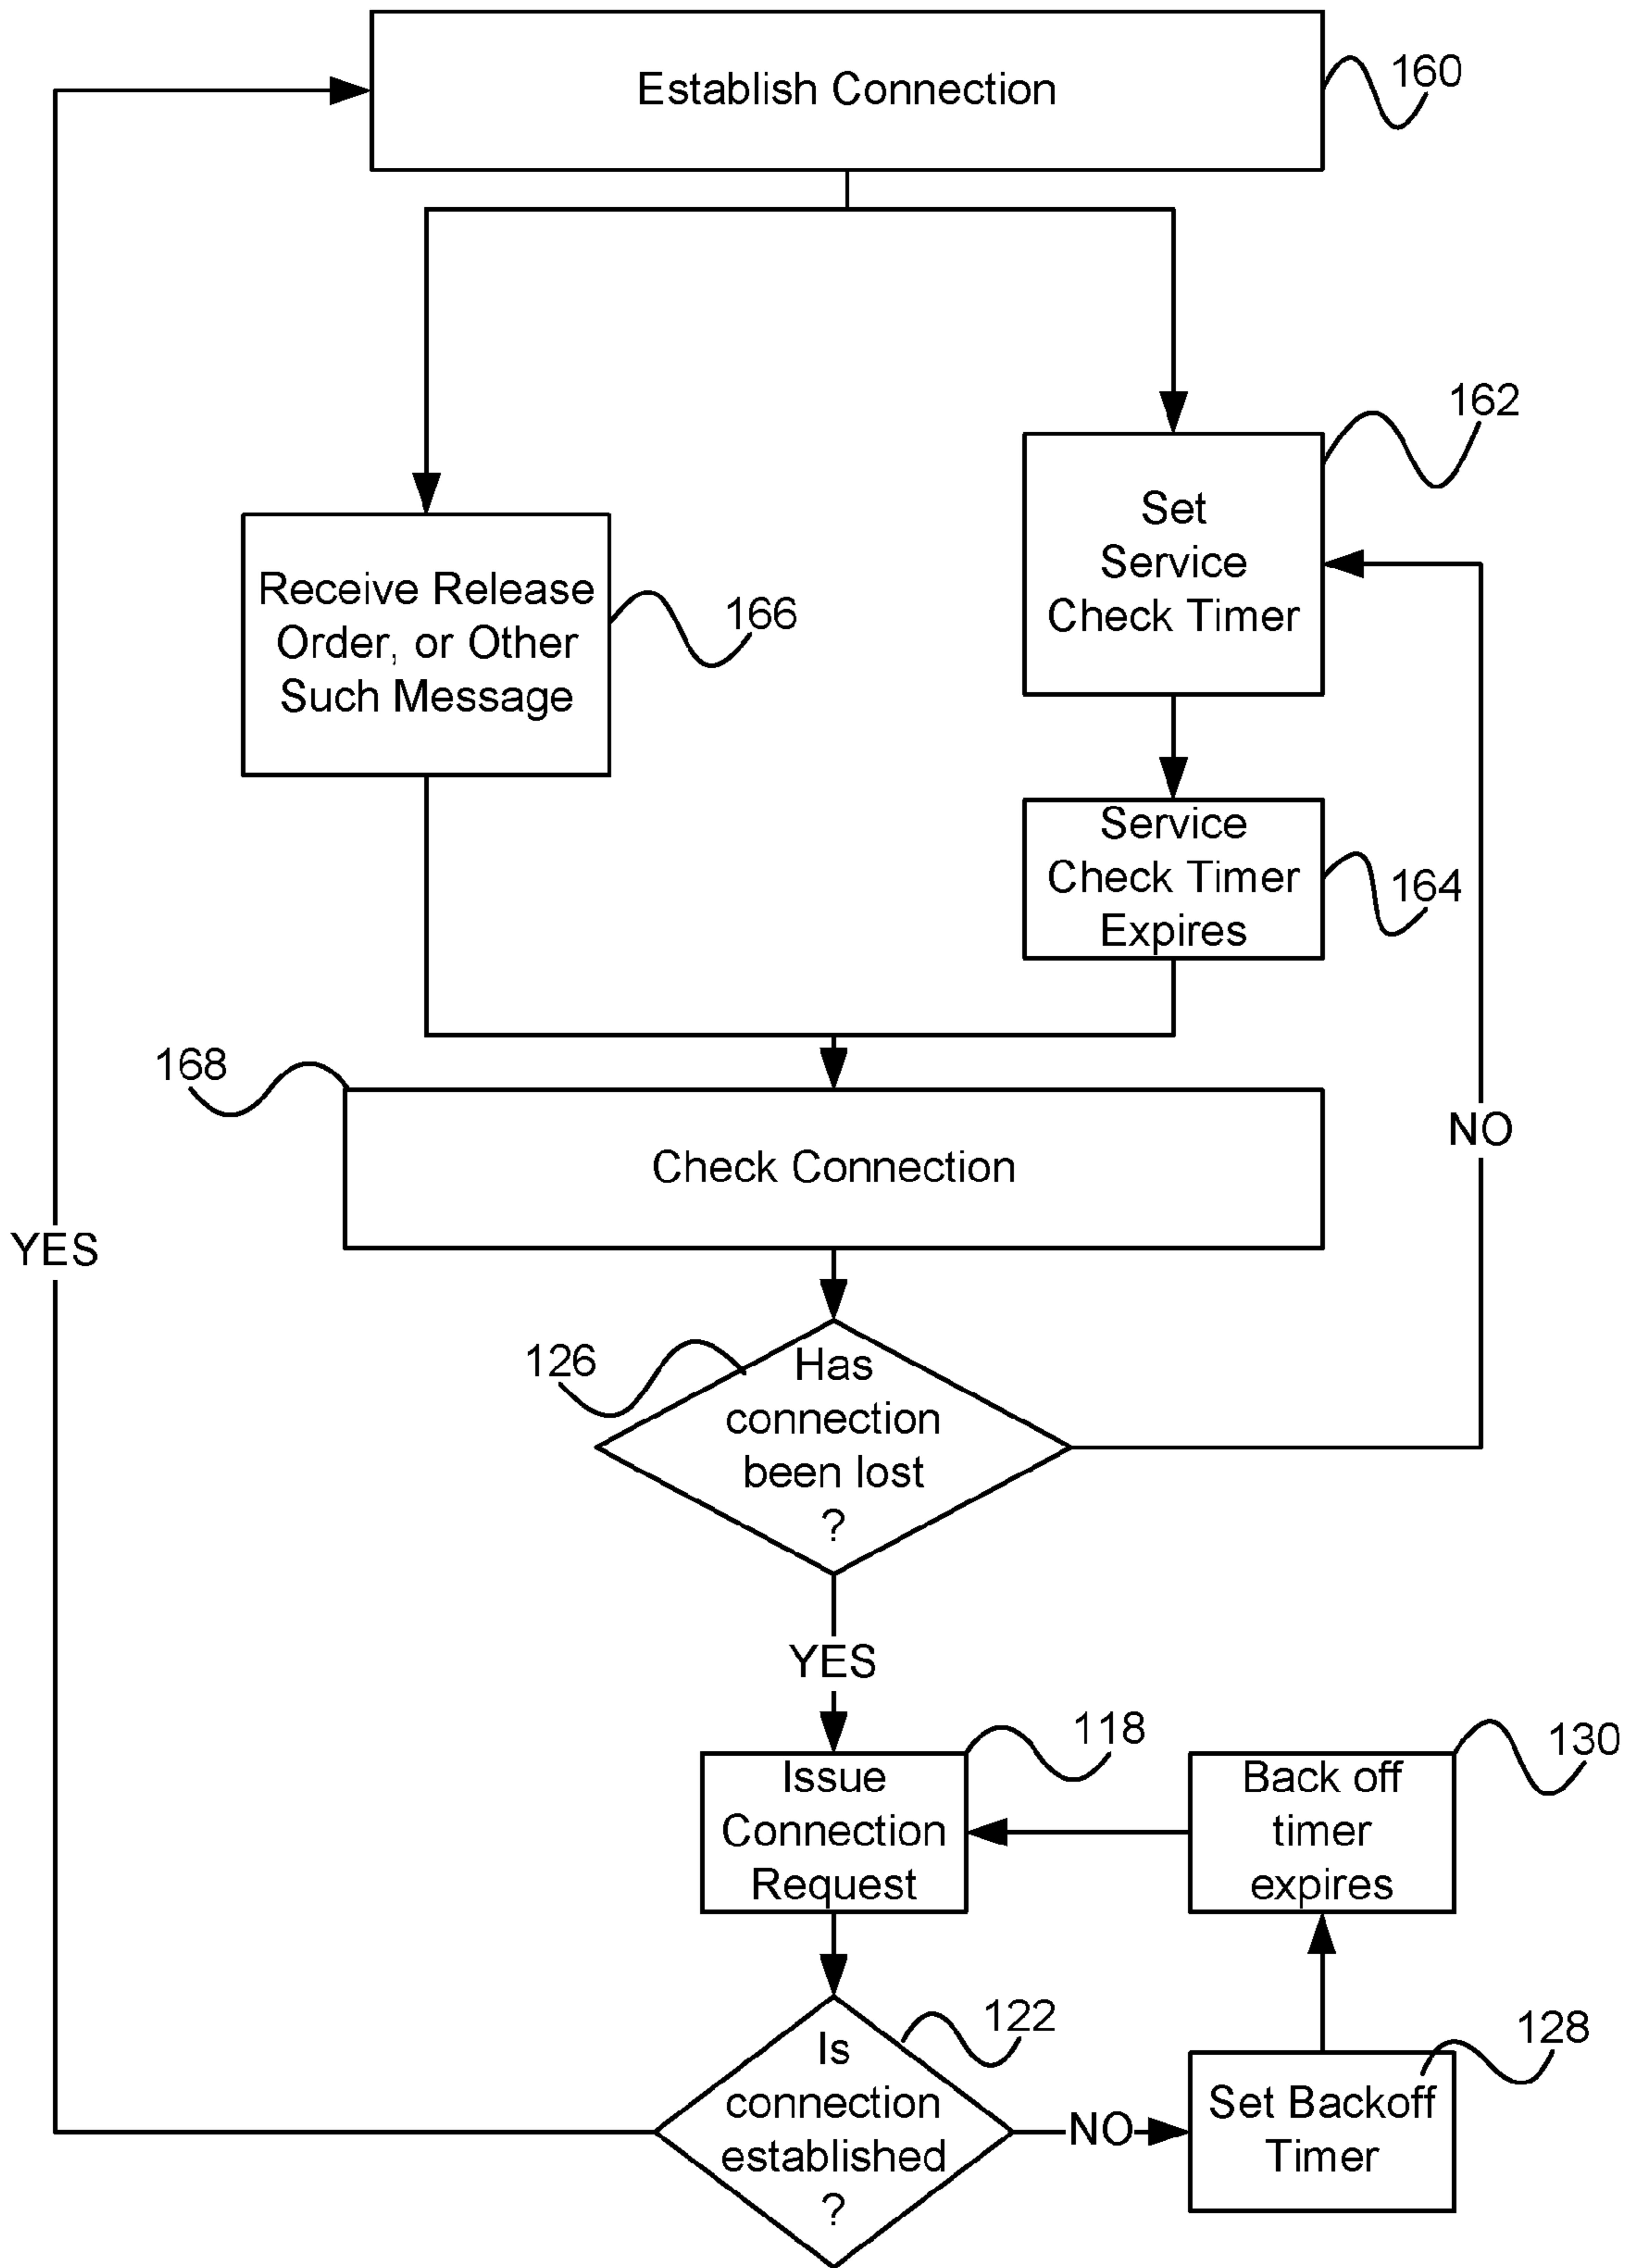 Establish Connection
160
162
Set
Service
Check Timer
Receive Release
Order, or Other
Such Message
166
Service
Check Timer
Expires
164
168
Check Connection
NO
YES
126
Has
connection
been lost
?
YES
118
Issue
Connection
Request
130
Back off
timer
expires
122
Is
connection
established
?
NO
128
Set Backoff
Timer